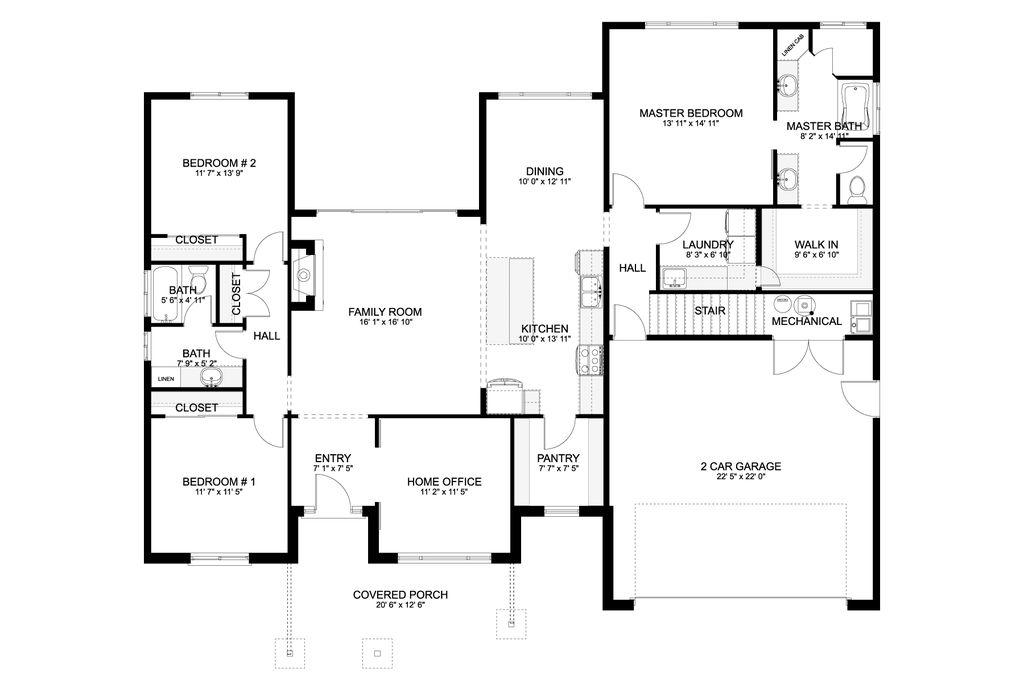 LINEN CAB
MASTER BEDROOM
13' 11" x 14' 11"
MASTER BATH
8' 2" x 14' 11"
BEDROOM # 2
11' 7" x 13' 9"
DINING
10' 0" x 12' 11"
CLOSET
LAUNDRY
8' 3" x 6' 10"
WALK IN
9' 6" x 6' 10"
HALL
BATH
5' 6" x 4' 11"
CLOSET
FAMILY ROOM
16' 1" x 16' 10"
STAIR
MECHANICAL
KITCHEN
10' 0" x 13' 11"
HALL
BATH
7' 9" x 5' 2"
LINEN
CLOSET
ENTRY
7' 1" x 7' 5"
PANTRY
7' 7" x 7' 5"
2 CAR GARAGE
22' 5" x 22' 0"
BEDROOM # 1
11' 7" x 11' 5"
HOME OFFICE
11' 2" x 11' 5"
COVERED PORCH
20' 6" x 12' 6"